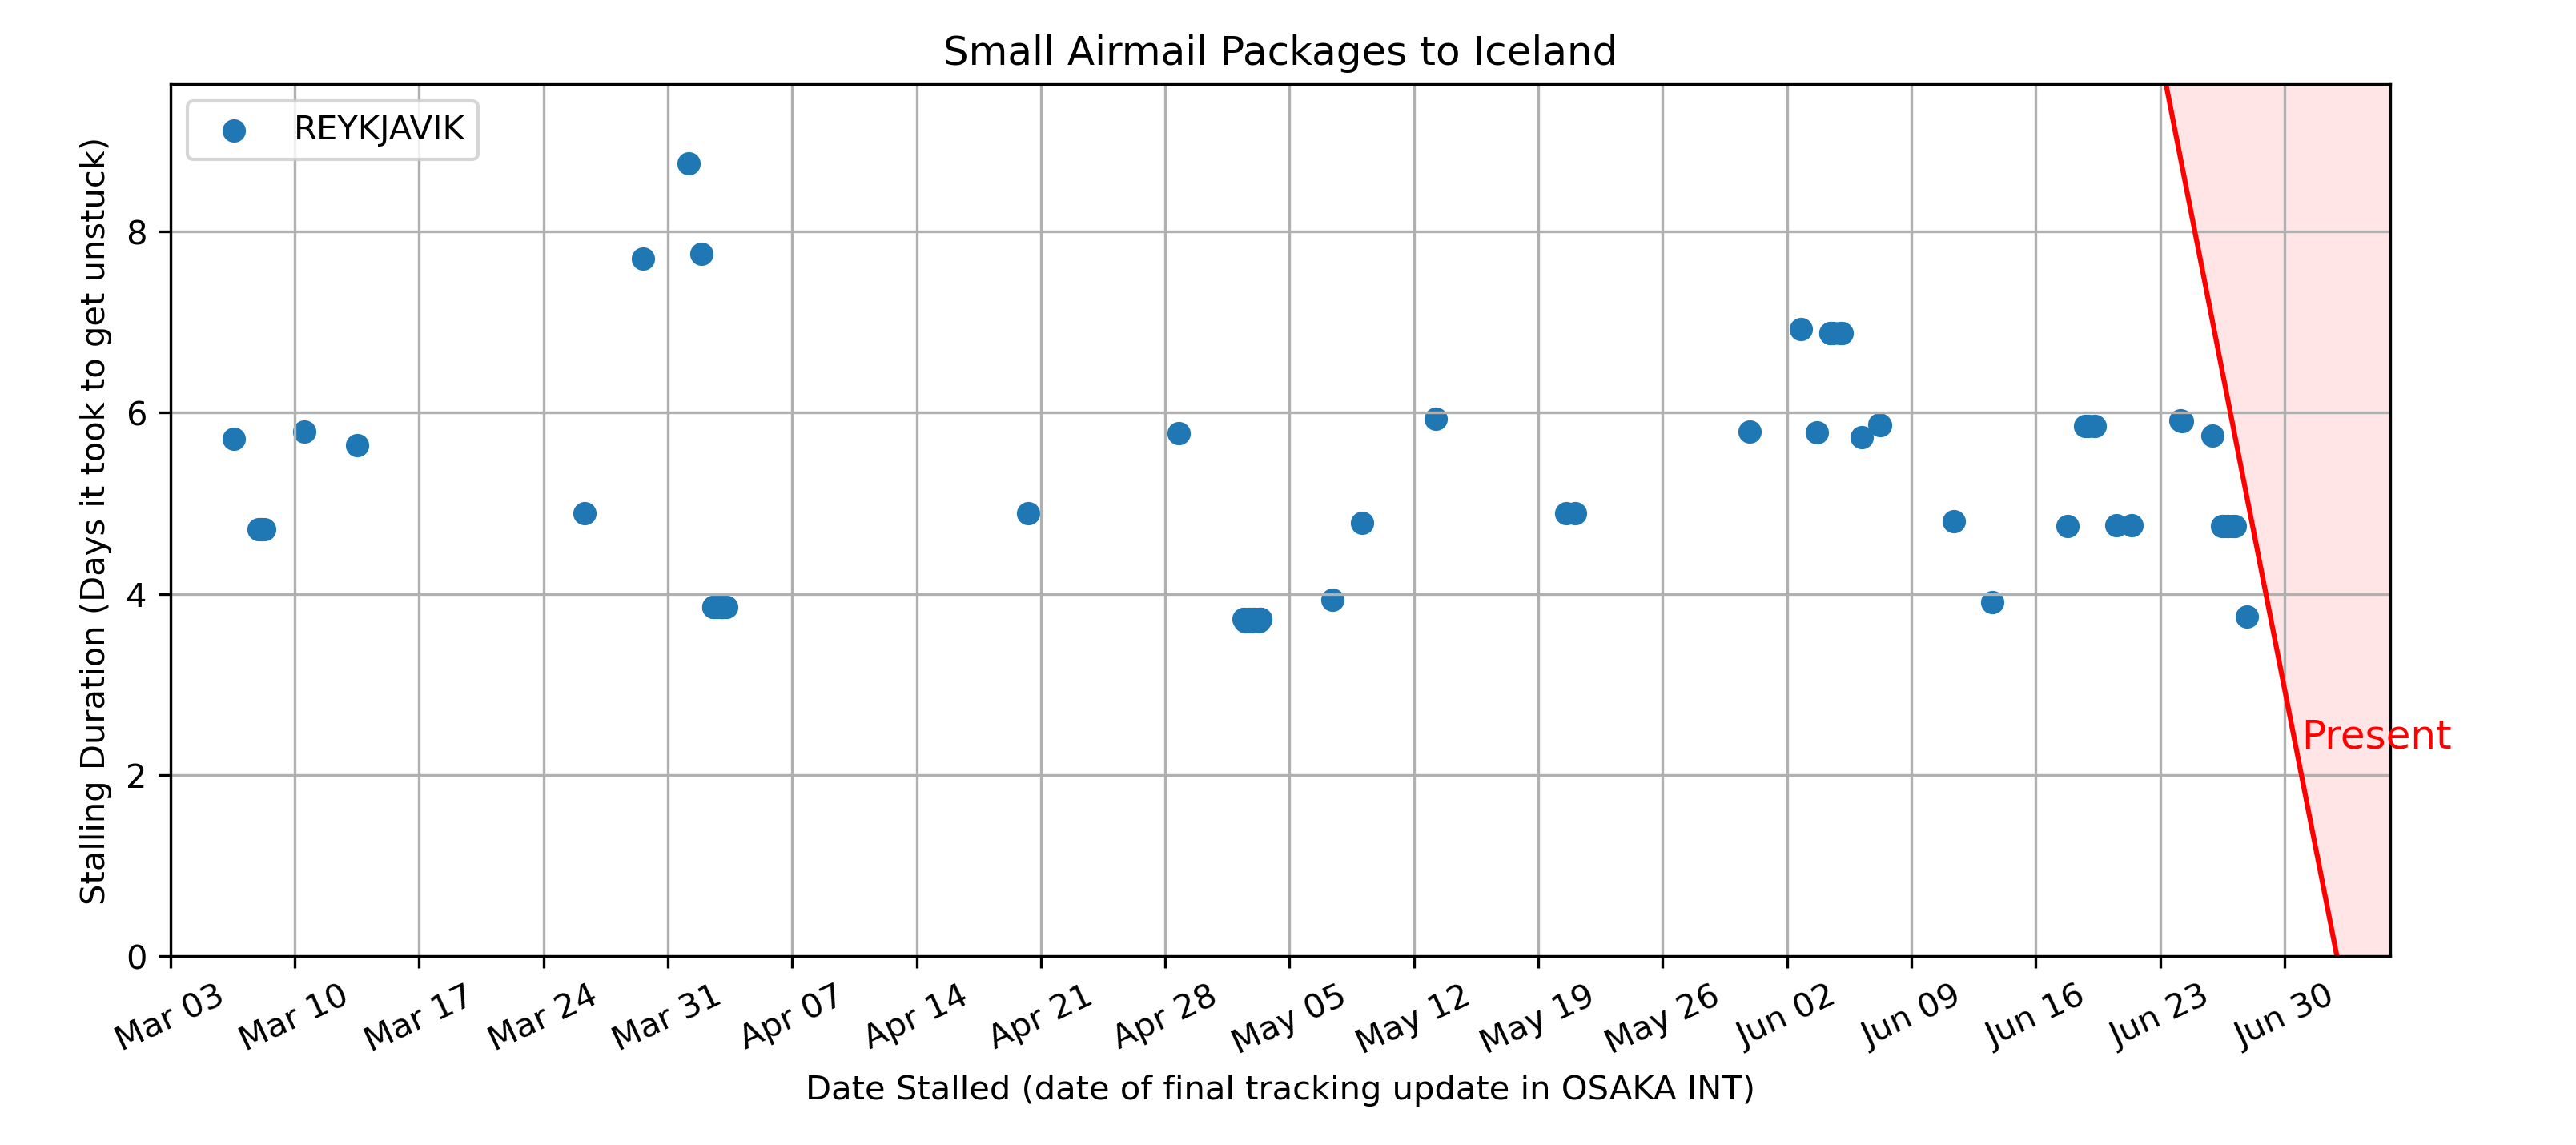 Small Airmail Packages to Iceland
REYKJAVIK
Stalling Duration (Days it took to get unstuck)
8
6
4
2
0
Present
Mar 03
Mar 10
Mar 17
Mar 24
Mar 31
Apr 07
Apr 14
Apr 21
Apr 28
May 05
May 12
May 19
May 26
Jun 02
Jun 09
Jun 16
Jun 23
Jun 30
Date Stalled (date of final tracking update in OSAKA INT)